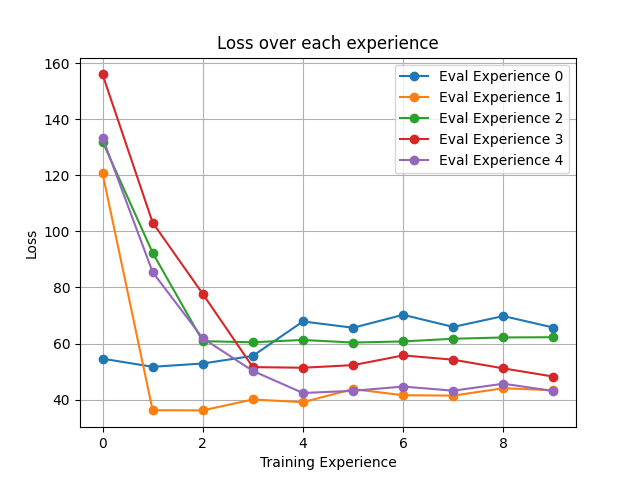 Loss over each experience
160
140
120
100
80
60
40
Loss
0
2
4
6
8
Training Experience
Eval Experience 0
Eval Experience 1
Eval Experience 2
Eval Experience 3
Eval Experience 4